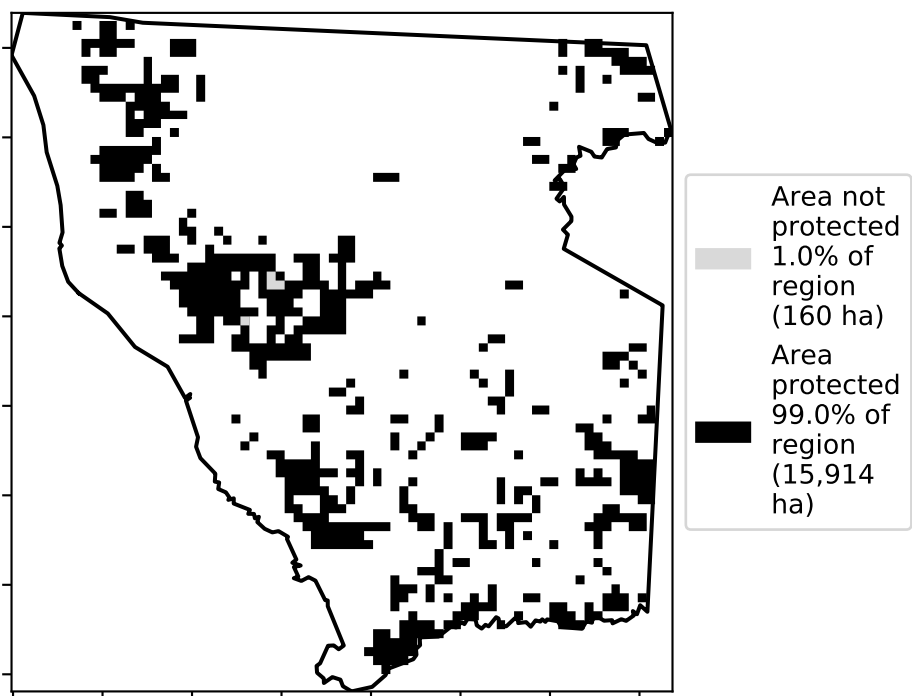 Area not
protected
1.0% of
region
(160 ha)
Area
protected
99.0% of
region
(15,914
ha)